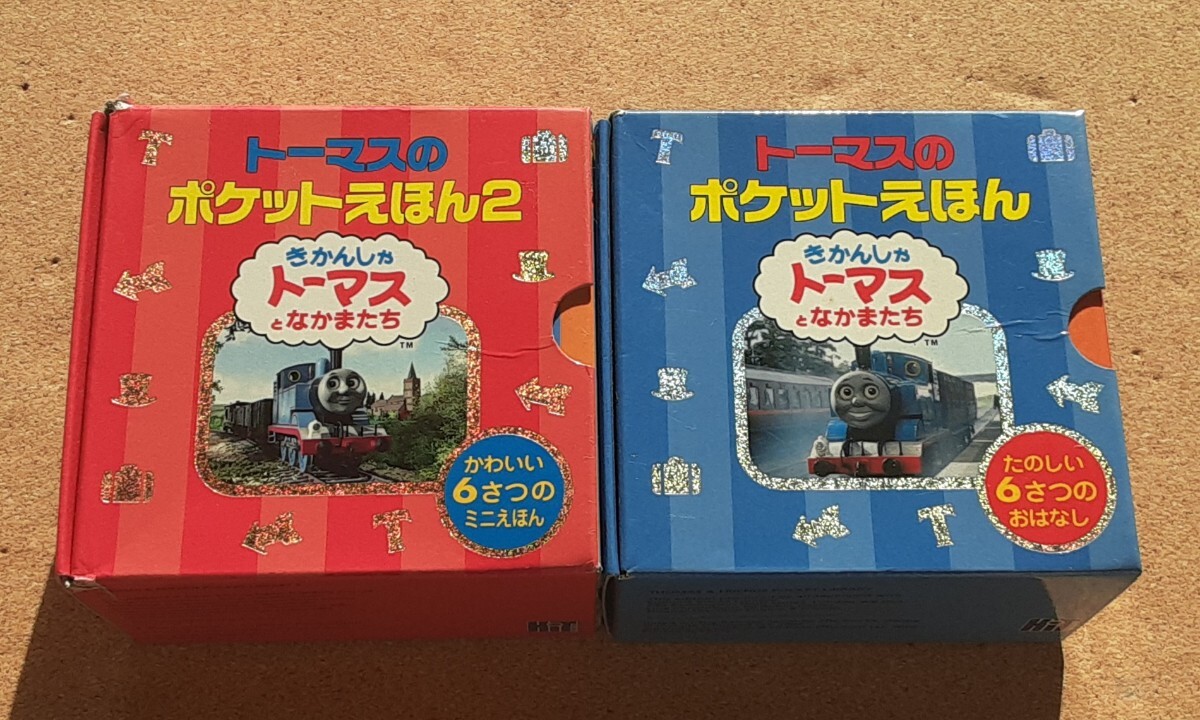 トーマスの
ポケットえほん2
きかんしゃ
トーマス
となかまたち
TM
かわいい
6さつの
ミニえほん
HiT
トーマスの
ポケットえほん
きかんしゃ
トーマス
となかまたち
TM
たのしい
6さつの
おはなし
HiT